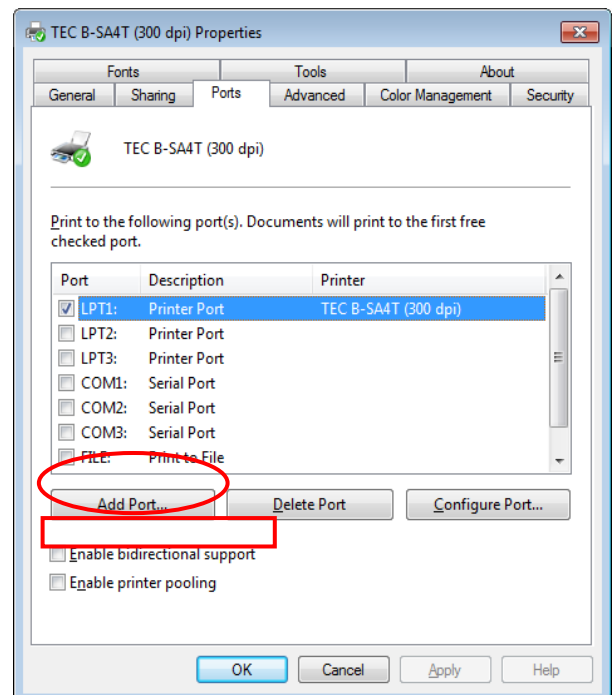 TEC B-SA4T (300 dpi) Properties
Fonts Tools About
General Sharing Ports Advanced Color Management Security
TEC B-SA4T (300 dpi)
Print to the following port(s). Documents will print to the first free
checked port.
Port Description Printer
LPT1: Printer Port TEC B-SA4T (300 dpi)
LPT2: Printer Port
LPT3: Printer Port
COM1: Serial Port
COM2: Serial Port
COM3: Serial Port
FILE: Print to File
Add Port... Delete Port Configure Port...
Enable bidirectional support
Enable printer pooling
OK Cancel Apply Help